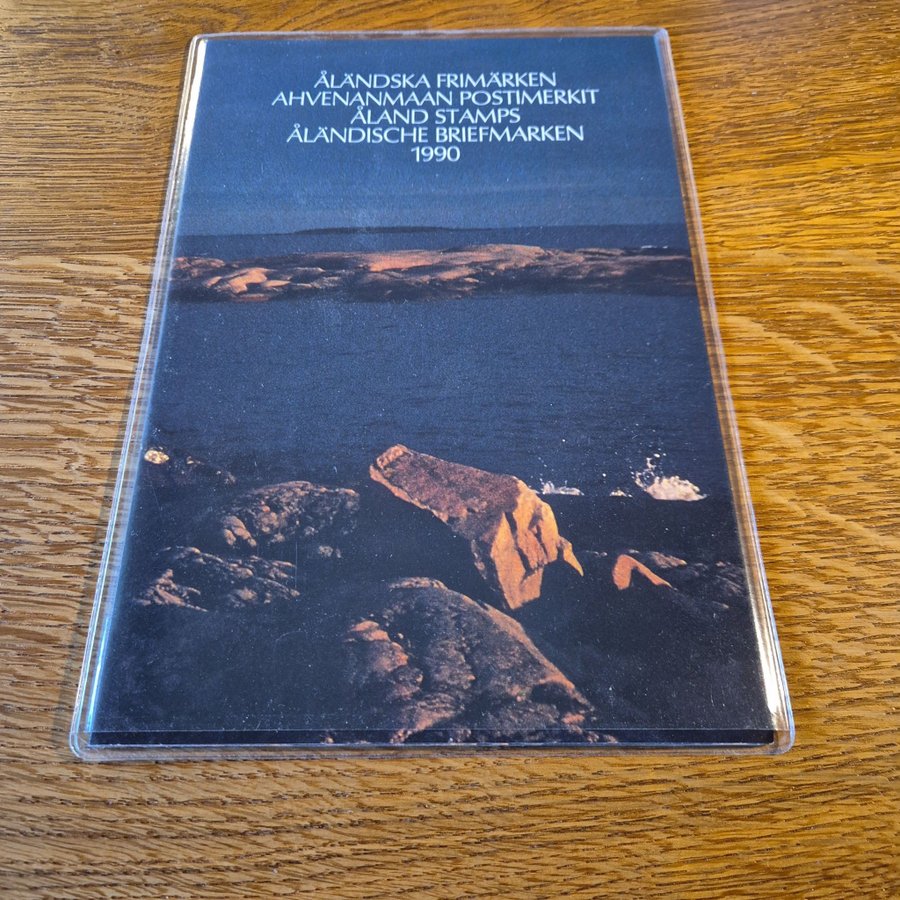 ÅLÄNDSKA FRIMÄRKEN
AHVENANMAAN POSTIMERKIT
ÅLAND STAMPS
ÅLÄNDISCHE BRIEFMARKEN
1990